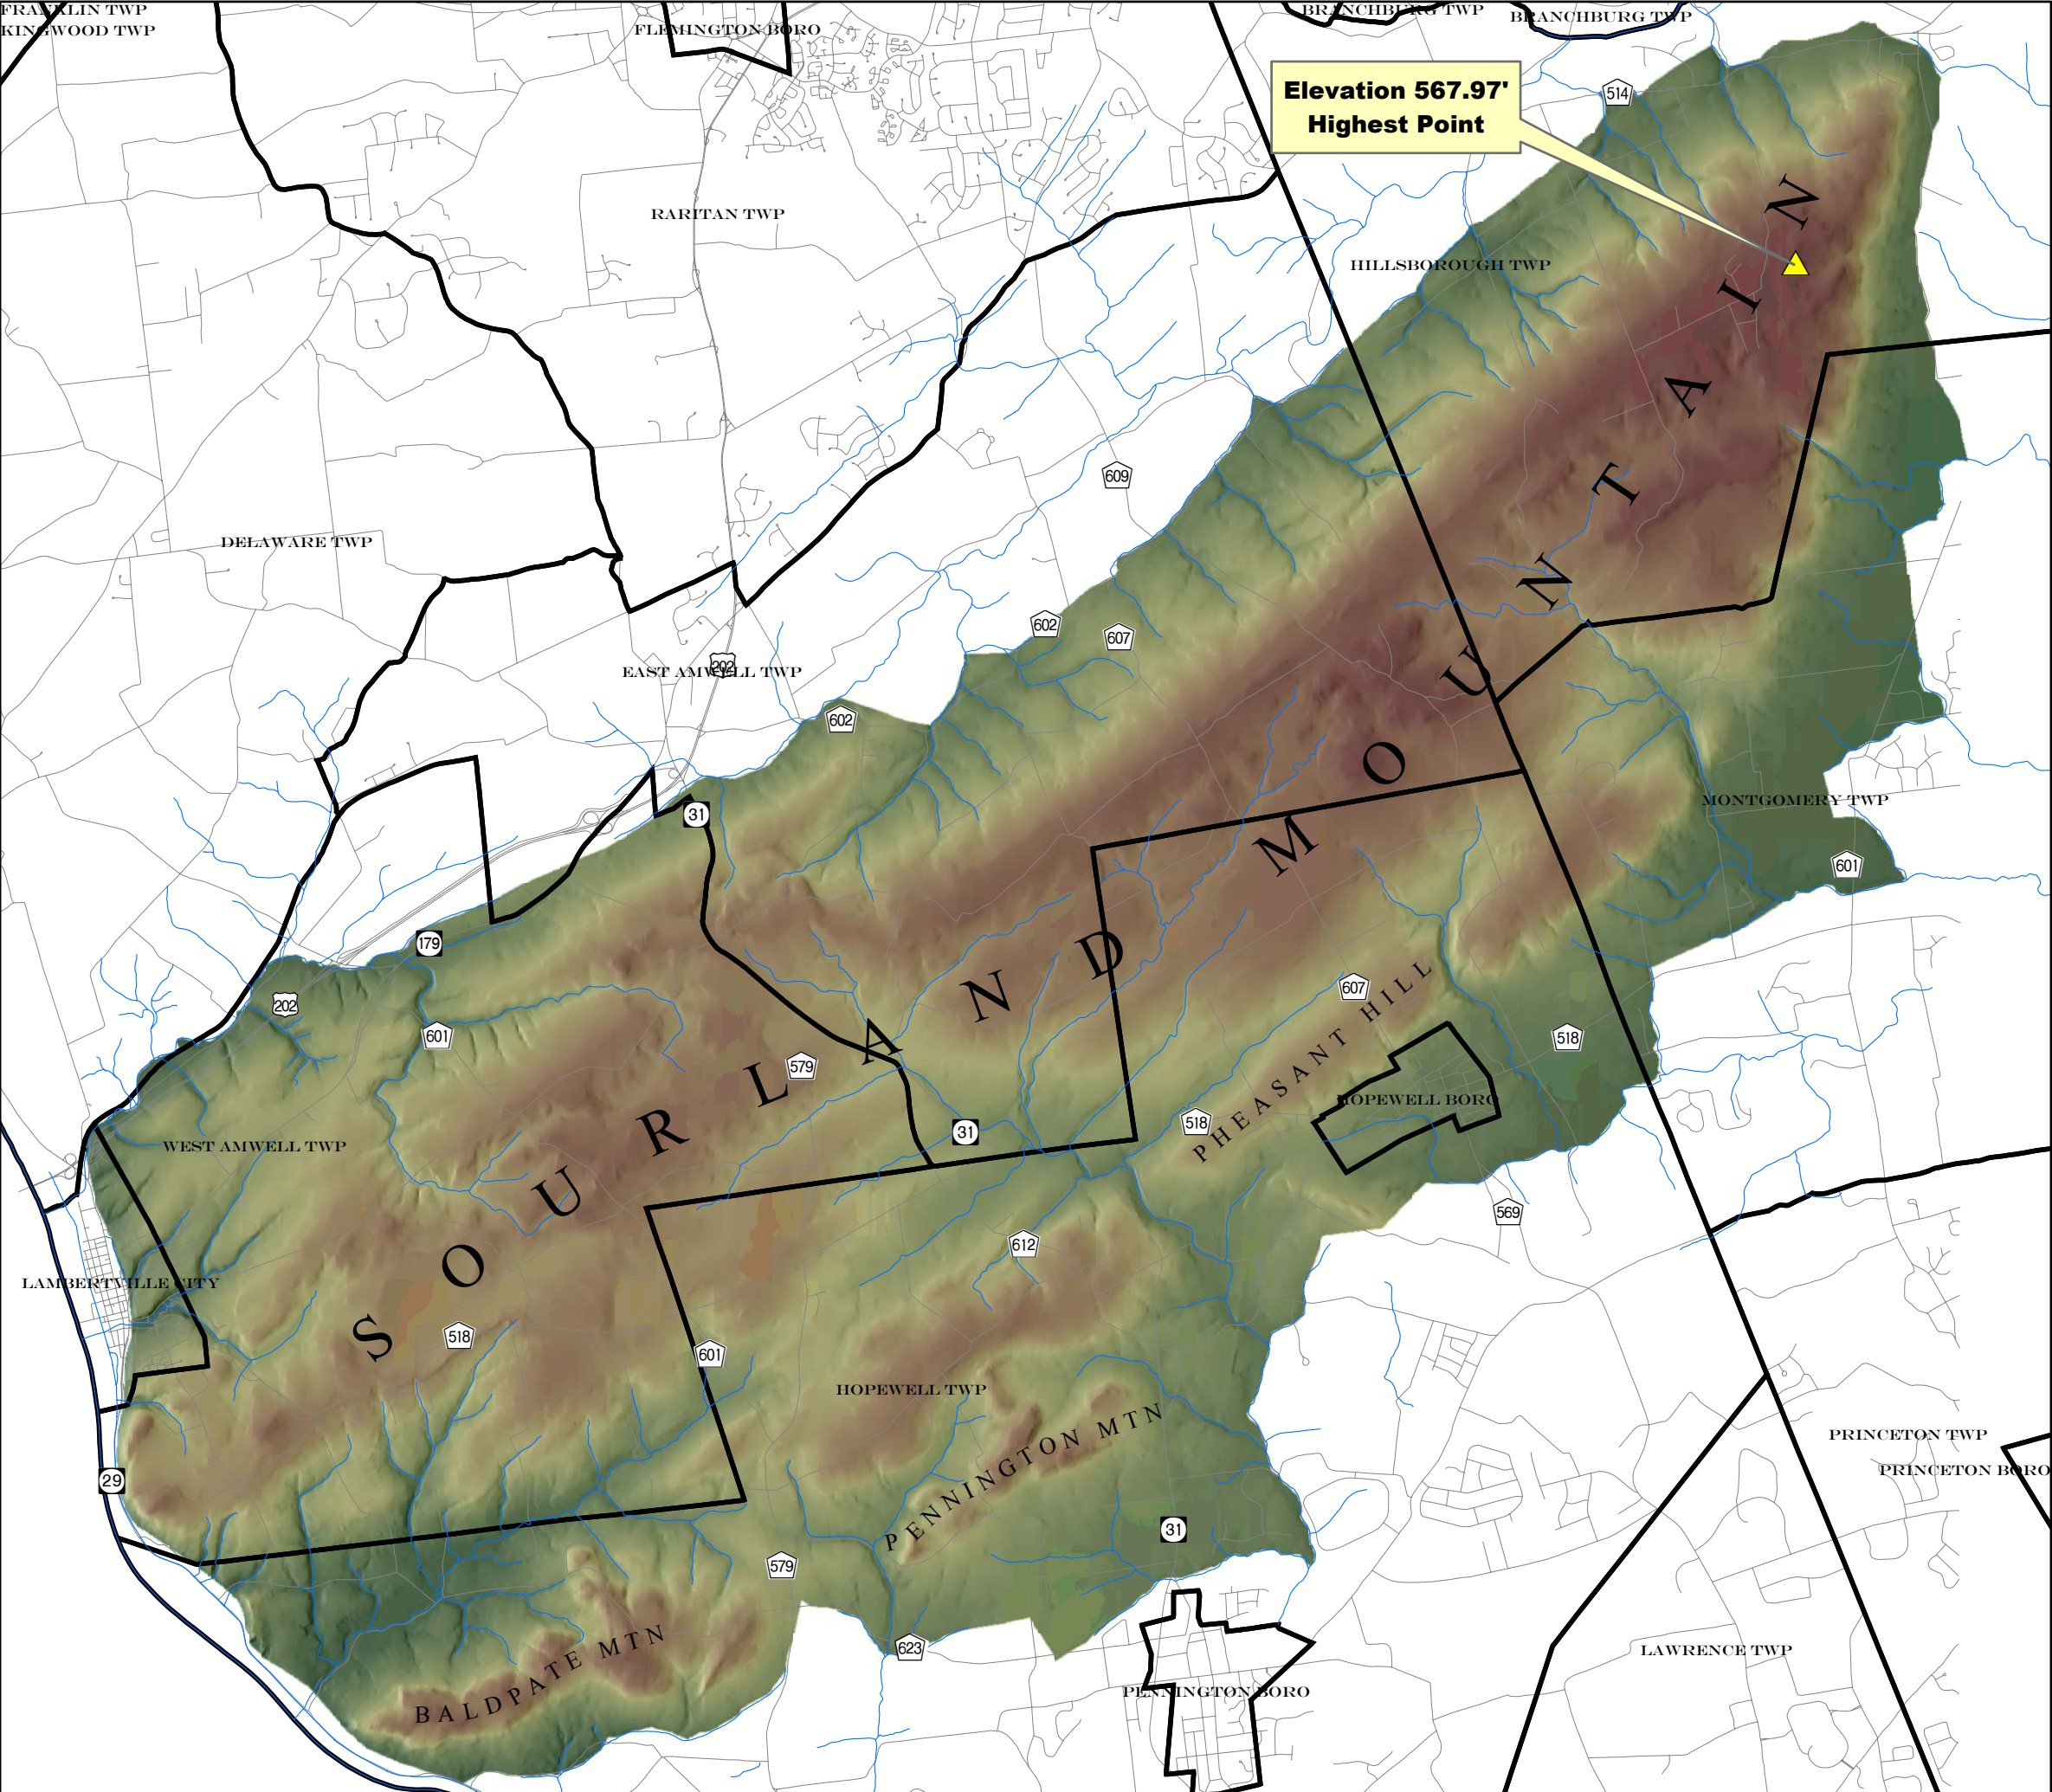 FRANKLIN TWP
KINGWOOD TWP
FLEMINGTON BORO
BRANCHBURG TWP
BRANCHBURG TWP
Elevation 567.97'
Highest Point
514
RARITAN TWP
HILLSBOROUGH TWP
609
DELAWARE TWP
602
607
202
EAST AMWELL TWP
602
31
MONTGOMERY TWP
601
179
202
601
579
607
518
SOURLAND MOUNTAIN
PHEASANT HILL
HOPEWELL BORO
518
31
WEST AMWELL TWP
569
612
LAMBERTVILLE CITY
518
601
HOPEWELL TWP
PENNINGTON MTN
PRINCETON TWP
PRINCETON BORO
29
31
579
BALDPATE MTN
623
LAWRENCE TWP
PENNINGTON BORO